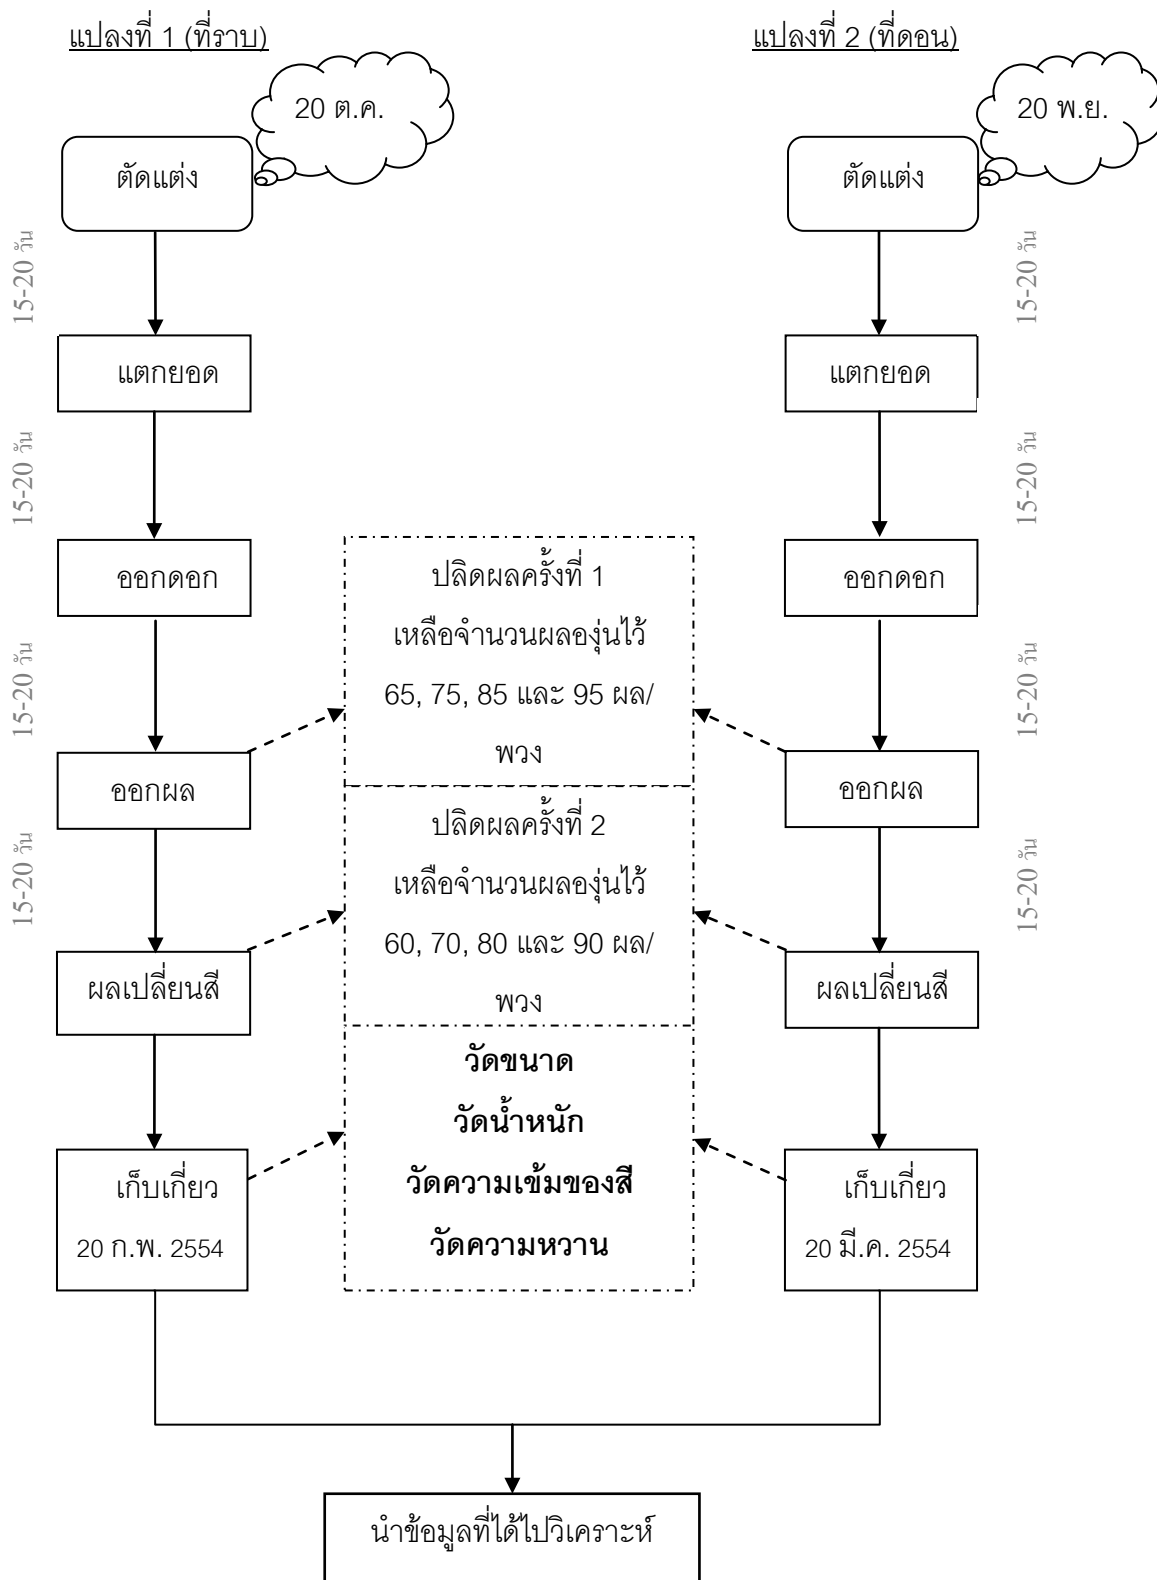 แปลงที่ 1 (ที่ราบ)
แปลงที่ 2 (ที่ดอน)
20 ต.ค.
20 พ.ย.
ตัดแต่ง
ตัดแต่ง
15-20 วัน
15-20 วัน
แตกยอด
แตกยอด
15-20 วัน
15-20 วัน
ออกดอก
ออกดอก
ปลิดผลครั้งที่ 1
เหลือจำนวนผลองุ่นไว้
65, 75, 85 และ 95 ผล/
พวง
15-20 วัน
15-20 วัน
ออกผล
ออกผล
ปลิดผลครั้งที่ 2
เหลือจำนวนผลองุ่นไว้
60, 70, 80 และ 90 ผล/
พวง
15-20 วัน
15-20 วัน
ผลเปลี่ยนสี
ผลเปลี่ยนสี
วัดขนาด
วัดน้ำหนัก
วัดความเข้มของสี
วัดความหวาน
เก็บเกี่ยว
20 ก.พ. 2554
เก็บเกี่ยว
20 มี.ค. 2554
นำข้อมูลที่ได้ไปวิเคราะห์